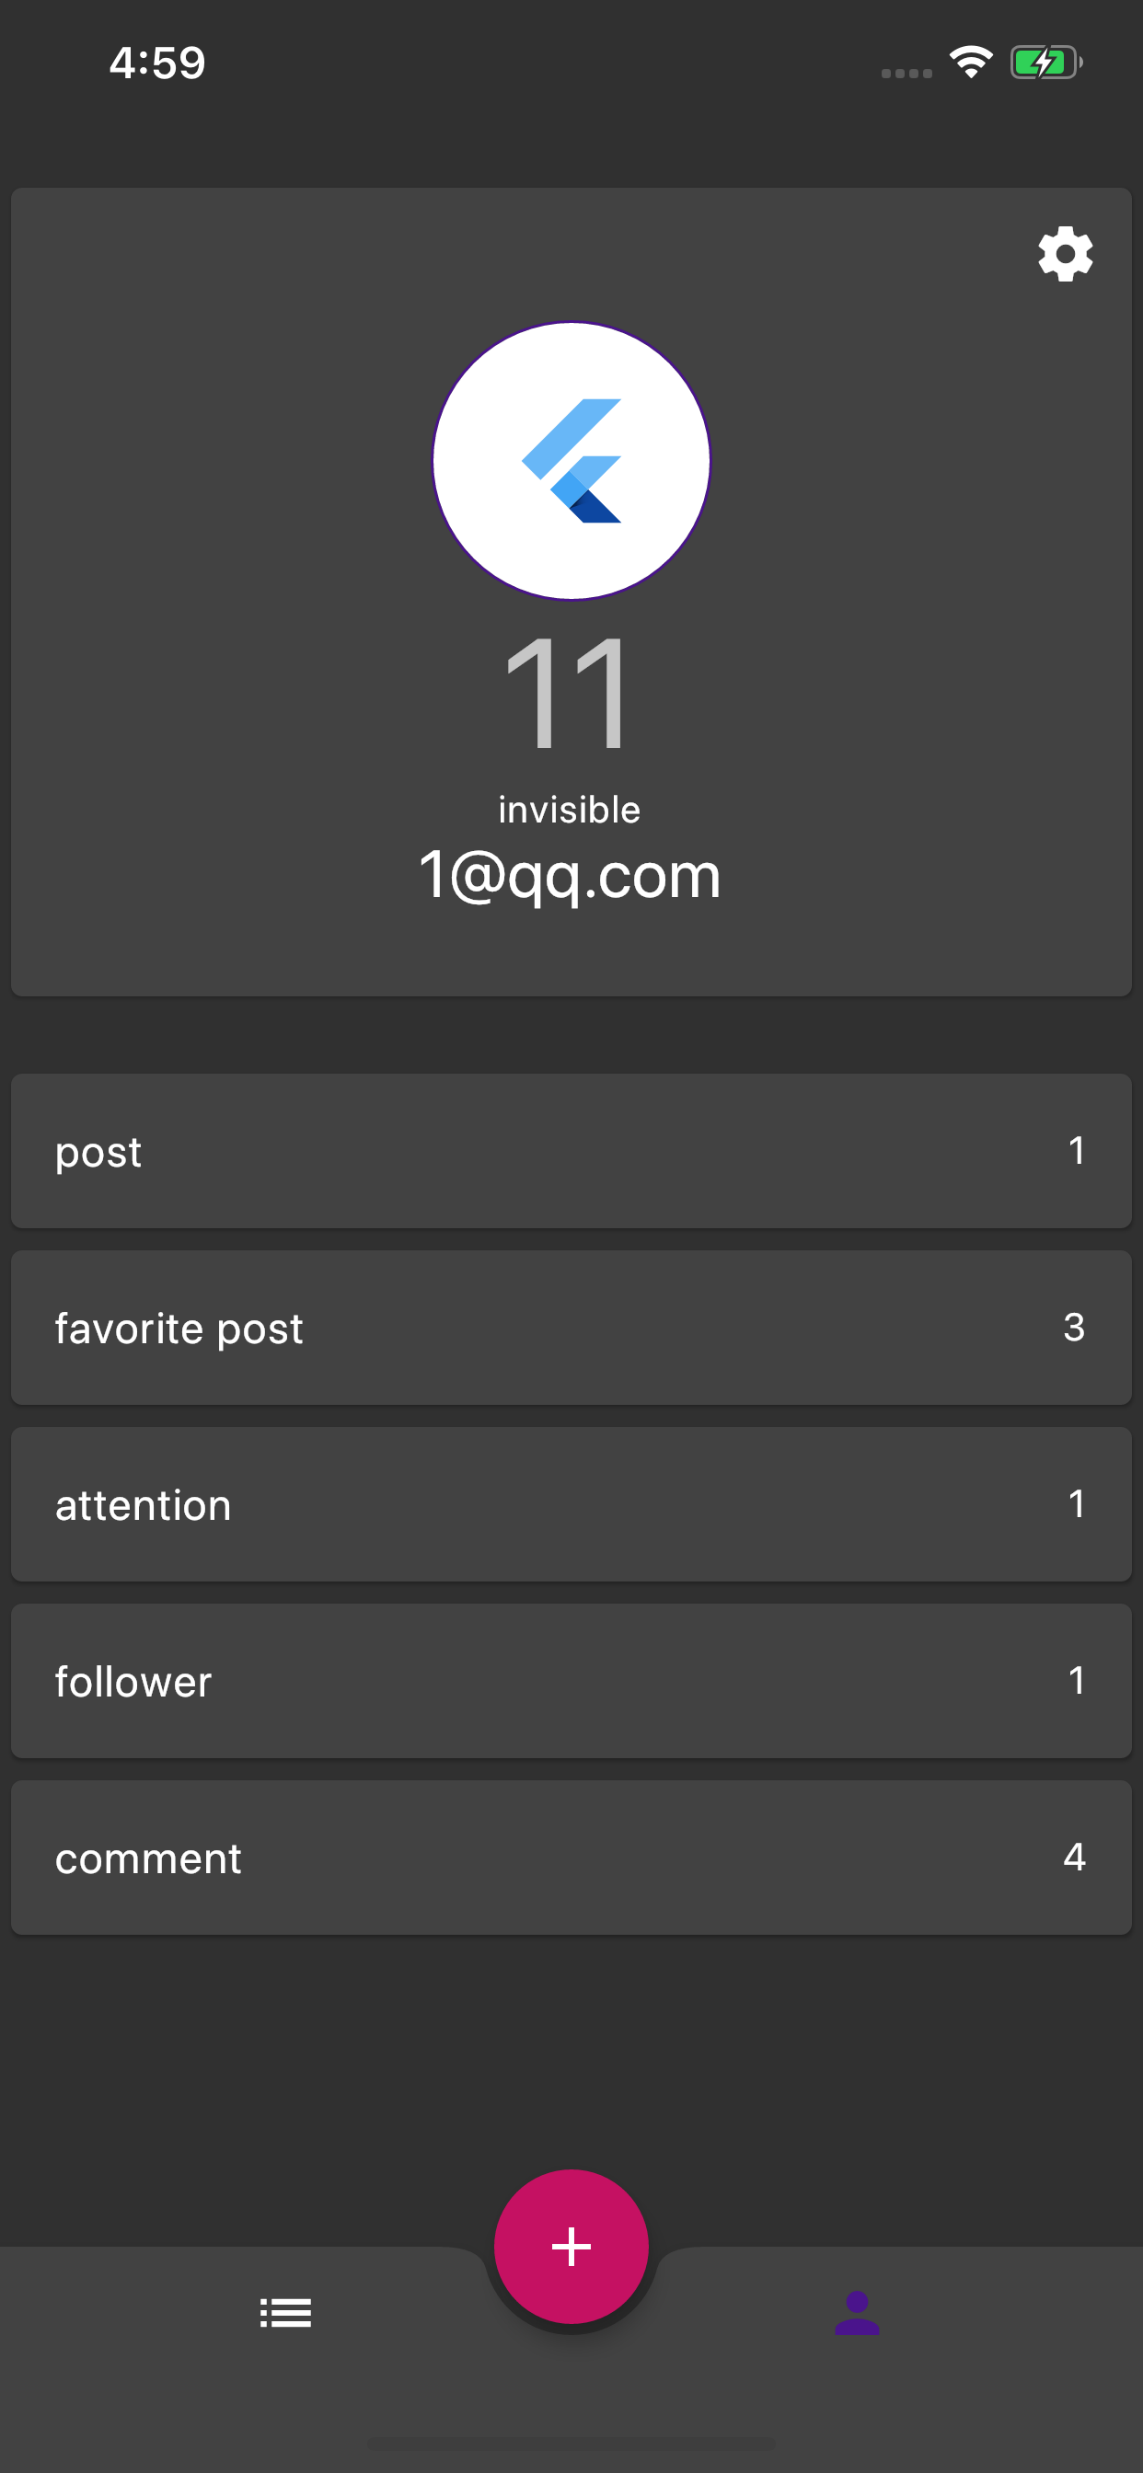 4:59
11
invisible
1@qq.com
post 1
favorite post 3
attention 1
follower 1
comment 4